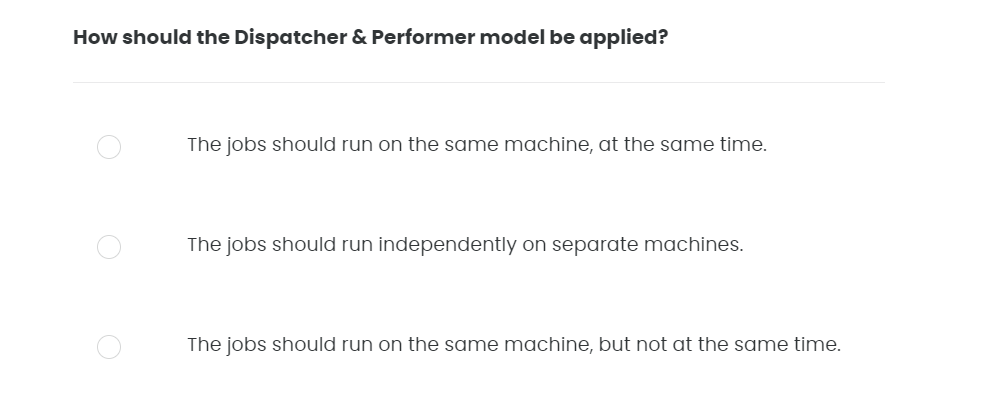 How should the Dispatcher & Performer model be applied?
The jobs should run on the same machine, at the same time.
The jobs should run independently on separate machines.
The jobs should run on the same machine, but not at the same time.